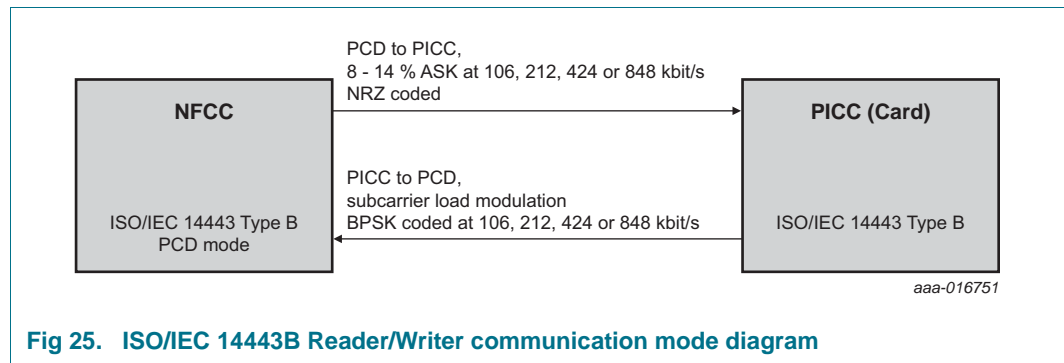 PCD to PICC,
8 - 14 % ASK at 106, 212, 424 or 848 kbit/s
NRZ coded
NFCC
PICC (Card)
PICC to PCD,
subcarrier load modulation
BPSK coded at 106, 212, 424 or 848 kbit/s
ISO/IEC 14443 Type B
PCD mode
ISO/IEC 14443 Type B
aaa-016751
Fig 25. ISO/IEC 14443B Reader/Writer communication mode diagram